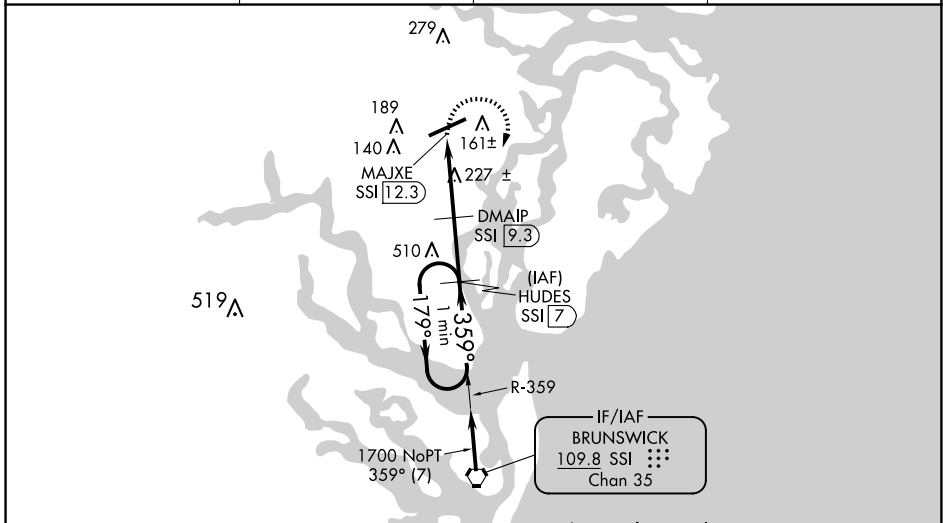 279
189
140
161±
MAJXE
SSI 12.3
227 ±
DMAIP
SSI 9.3
510
(IAF)
HUDES
SSI 7
519
179°
1 min
359°
R-359
IF/IAF
BRUNSWICK
109.8 SSI
Chan 35
1700 NoPT
359° (7)